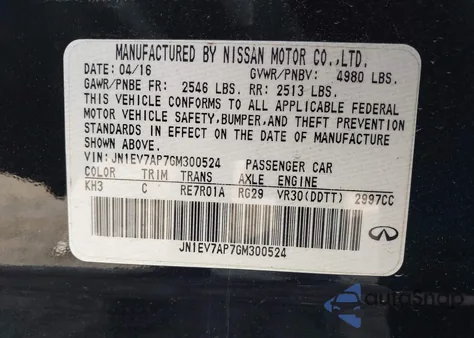 MANUFACTURED BY NISSAN MOTOR CO.,LTD.
DATE: 04/16 GVWR/PNBV: 4980 LBS.
GAWR/PNBE FR: 2546 LBS. RR: 2513 LBS.
THIS VEHICLE CONFORMS TO ALL APPLICABLE FEDERAL
MOTOR VEHICLE SAFETY,BUMPER,AND THEFT PREVENTION
STANDARDS IN EFFECT ON THE DATE OF MANUFACTURE
SHOWN ABOVE.
VIN: JN1EV7AP7GM300524 PASSENGER CAR
COLOR TRIM TRANS AXLE ENGINE
KH3 C RE7R01A RG29 VR30(DDTT) 2997CC
JN1EV7AP7GM300524
autoSnap